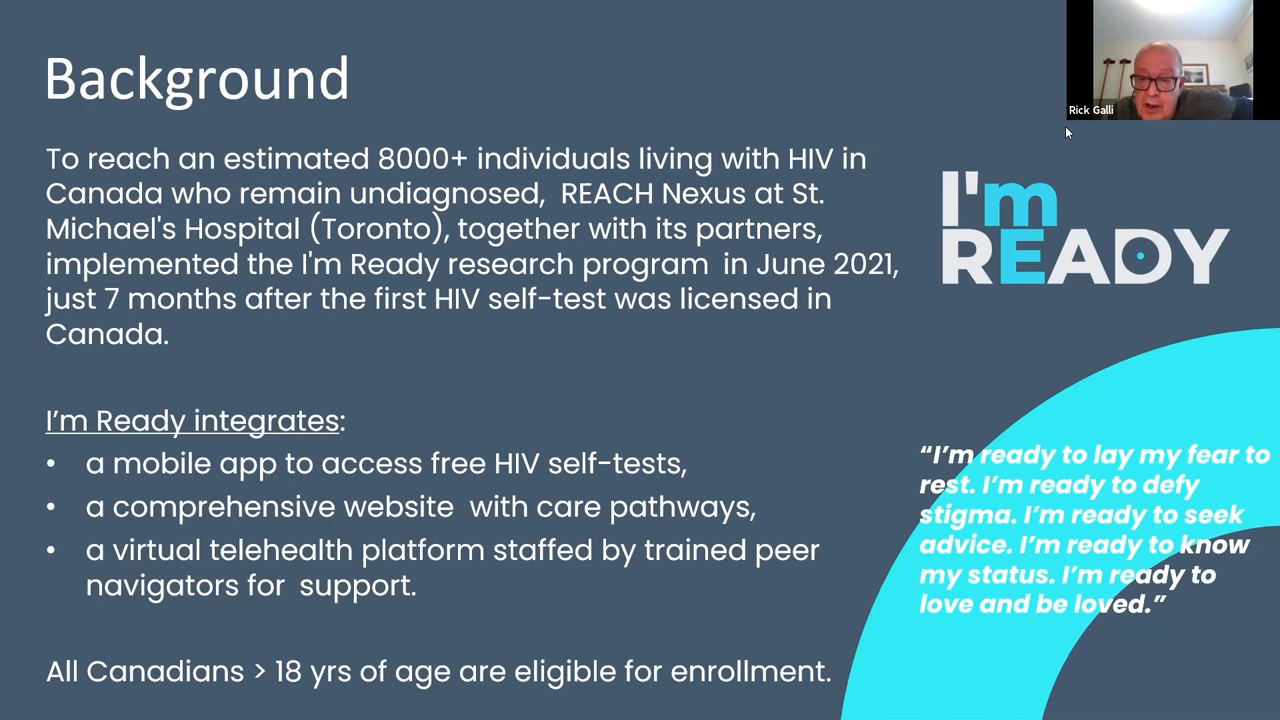 Background
Rick Galli
To reach an estimated 8000+ individuals living with HIV in
Canada who remain undiagnosed,  REACH Nexus at St.
Michael's Hospital (Toronto), together with its partners,
implemented the I'm Ready research program  in June 2021,
just 7 months after the first HIV self-test was licensed in
Canada.
I'm
READY
I’m Ready integrates:
• a mobile app to access free HIV self-tests,
• a comprehensive website  with care pathways,
• a virtual telehealth platform staffed by trained peer
navigators for  support.
All Canadians > 18 yrs of age are eligible for enrollment.
“I’m ready to lay my fear to
rest. I’m ready to defy
stigma. I’m ready to seek
advice. I’m ready to know
my status. I’m ready to
love and be loved.”